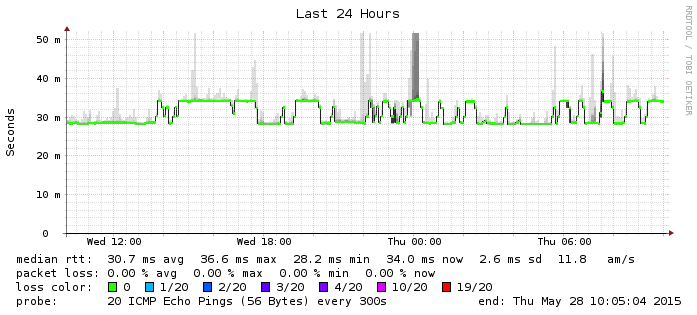 Last 24 Hours
RRDTOOL / TOBI OETIKER
Seconds
50 m
40 m
30 m
20 m
10 m
0
Wed 12:00 Wed 18:00 Thu 00:00 Thu 06:00
median rtt: 30.7 ms avg 36.6 ms max 28.2 ms min 34.0 ms now 2.6 ms sd 11.8 am/s
packet loss: 0.00 % avg 0.00 % max 0.00 % min 0.00 % now
loss color: 0 1/20 2/20 3/20 4/20 10/20 19/20
probe: 20 ICMP Echo Pings (56 Bytes) every 300s end: Thu May 28 10:05:04 2015